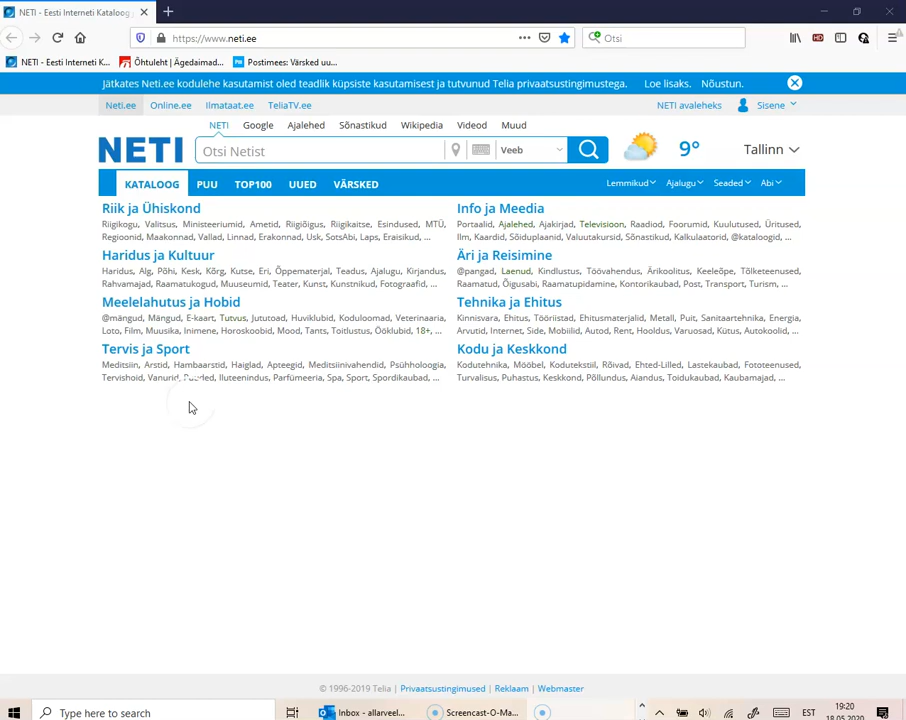 NETI - Eesti Interneti Kataloog
https://www.neti.ee
Otsi
NETI - Eesti Interneti K...
Õhtuleht | Ägedaimad...
Postimees: Värsked uu...
Jätkates Neti.ee kodulehe kasutamist oled teadlik küpsiste kasutamisest ja tutvunud Telia privaatsustingimustega. Loe lisaks. Nõustun.
Neti.ee Online.ee Ilmataat.ee TeliaTV.ee NETI avaleheks Sisene
NETI Google Ajalehed Sõnastikud Wikipedia Videod Muud
NETI Otsi Netist Veeb 9° Tallinn
KATALOOG PUU TOP100 UUED VÄRSKED Lemmikud Ajalugu Seaded Abi
Riik ja Ühiskond
Riigikogu, Valitsus, Ministeeriumid, Ametid, Riigiõigus, Riigikaitse, Esindused, MTÜ,
Regioonid, Maakonnad, Vallad, Linnad, Erakonnad, Usk, SotsAbi, Laps, Eraisikud, ...
Info ja Meedia
Portaalid, Ajalehed, Ajakirjad, Televisioon, Raadiod, Foorumid, Kuulutused, Üritused,
Ilm, Kaardid, Sõiduplaanid, Valuutakursid, Sõnastikud, Kalkulaatorid, @kataloogid, ...
Haridus ja Kultuur
Haridus, Alg, Põhi, Kesk, Kõrg, Kutse, Eri, Õppematerjal, Teadus, Ajalugu, Kirjandus,
Rahvamajad, Raamatukogud, Muuseumid, Teater, Kunst, Kunstnikud, Fotograafid, ...
Äri ja Reisimine
@pangad, Laenud, Kindlustus, Töövahendus, Ärikoolitus, Keeleõpe, Tõlketeenused,
Raamatud, Õigusabi, Raamatupidamine, Kontorikaubad, Post, Transport, Turism, ...
Meelelahutus ja Hobid
@mängud, Mängud, E-kaart, Tutvus, Jututoad, Huviklubid, Koduloomad, Veterinaaria,
Loto, Film, Muusika, Inimene, Horoskoobid, Mood, Tants, Toitlustus, Ööklubid, 18+, ...
Tehnika ja Ehitus
Kinnisvara, Ehitus, Tööriistad, Ehitusmaterjalid, Metall, Puit, Sanitaartehnika, Energia,
Arvutid, Internet, Side, Mobiilid, Autod, Rent, Hooldus, Varuosad, Kütus, Autokoolid, ...
Tervis ja Sport
Meditsiin, Arstid, Hambaarstid, Haiglad, Apteegid, Meditsiinivahendid, Psühholoogia,
Tervishoid, Vanurid, Puuded, Iluteenindus, Parfümeeria, Spa, Sport, Spordikaubad, ...
Kodu ja Keskkond
Kodutehnika, Mööbel, Kodutekstiil, Rõivad, Ehted-Lilled, Lastekaubad, Fototeenused,
Turvalisus, Puhastus, Keskkond, Põllundus, Aiandus, Toidukaubad, Kaubamajad, ...
© 1996-2019 Telia | Privaatsustingimused | Reklaam | Webmaster
Type here to search
Inbox - allarveel...
Screencast-O-Ma...
EST
19:20
18.05.2020